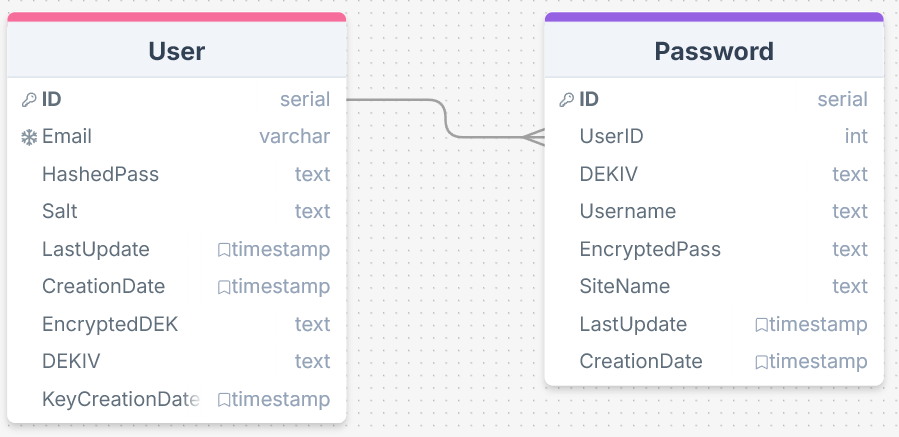 User
ID serial
Email varchar
HashedPass text
Salt text
LastUpdate timestamp
CreationDate timestamp
EncryptedDEK text
DEKIV text
KeyCreationDate timestamp
Password
ID serial
UserID int
DEKIV text
Username text
EncryptedPass text
SiteName text
LastUpdate timestamp
CreationDate timestamp